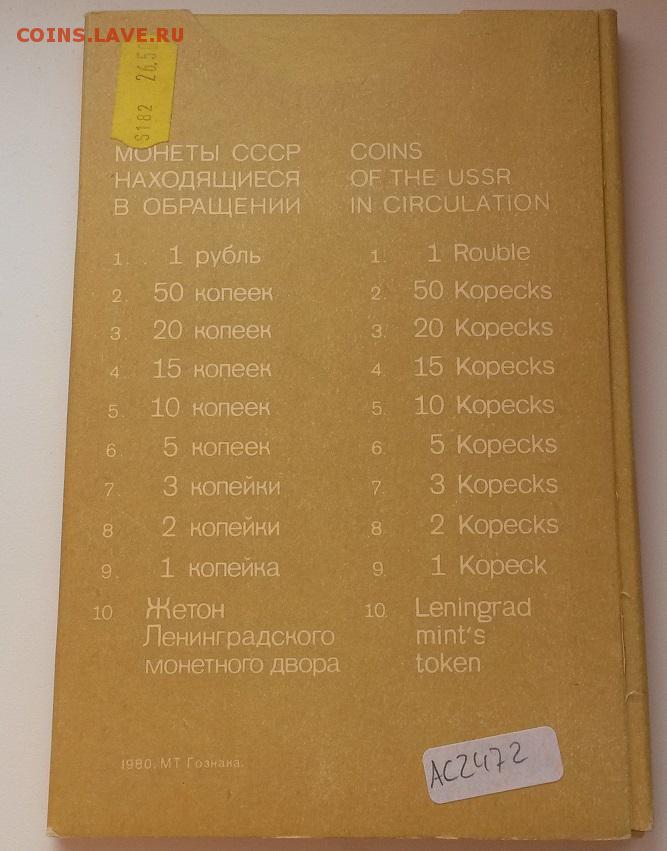 COINS.LAVE.RU
S182 26.50
МОНЕТЫ СССР
НАХОДЯЩИЕСЯ
В ОБРАЩЕНИИ
1. 1 рубль
2. 50 копеек
3. 20 копеек
4. 15 копеек
5. 10 копеек
6. 5 копеек
7. 3 копейки
8 2 копейки
9. 1 копейка
10 Жетон
Ленинградского
монетного двора
COINS
OF THE USSR
IN CIRCULATION
1. 1 Rouble
2. 50 Kopecks
3. 20 Kopecks
4. 15 Kopecks
5. 10 Kopecks
6. 5 Kopecks
7. 3 Kopecks
8 2 Kopecks
9. 1 Kopeck
10. Leningrad
mint's
token
1980. МТ Гознака.
AC2472